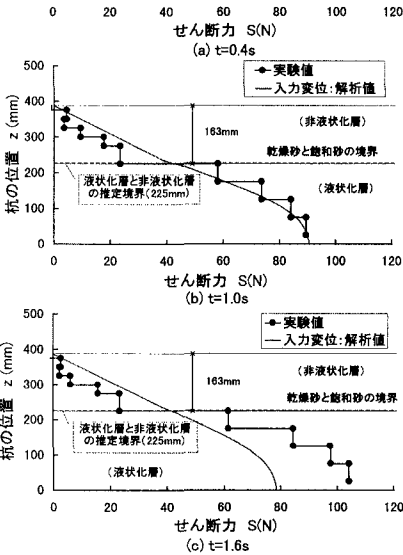 0 20 40 60 80 100 120
せん断力 S(N)
(a) t=0.4s
杭の位置 z (mm)
500
400
300
200
100
0
実験値
入力変位:解析値
163mm
(非液状化層)
乾燥砂と飽和砂の境界
液状化層と非液状化層
の推定境界(225mm)
(液状化層)
0 20 40 60 80 100 120
せん断力 S(N)
(b) t=1.0s
杭の位置 z (mm)
500
400
300
200
100
0
実験値
入力変位:解析値
163mm
(非液状化層)
乾燥砂と飽和砂の境界
液状化層と非液状化層
の推定境界(225mm)
(液状化層)
0 20 40 60 80 100 120
せん断力 S(N)
(c) t=1.6s